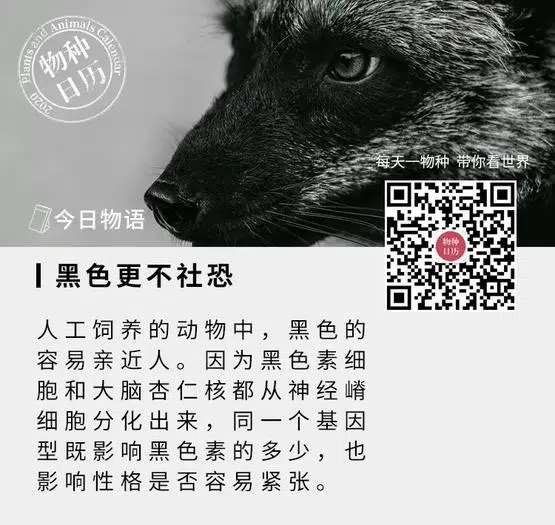 Plants and Animals Calendar
物种
日历
2020
每天一物种 带你看世界
今日物语
物种
日历
黑色更不社恐
人工饲养的动物中，黑色的
容易亲近人。因为黑色素细
胞和大脑杏仁核都从神经嵴
细胞分化出来，同一个基因
型既影响黑色素的多少，也
影响性格是否容易紧张。